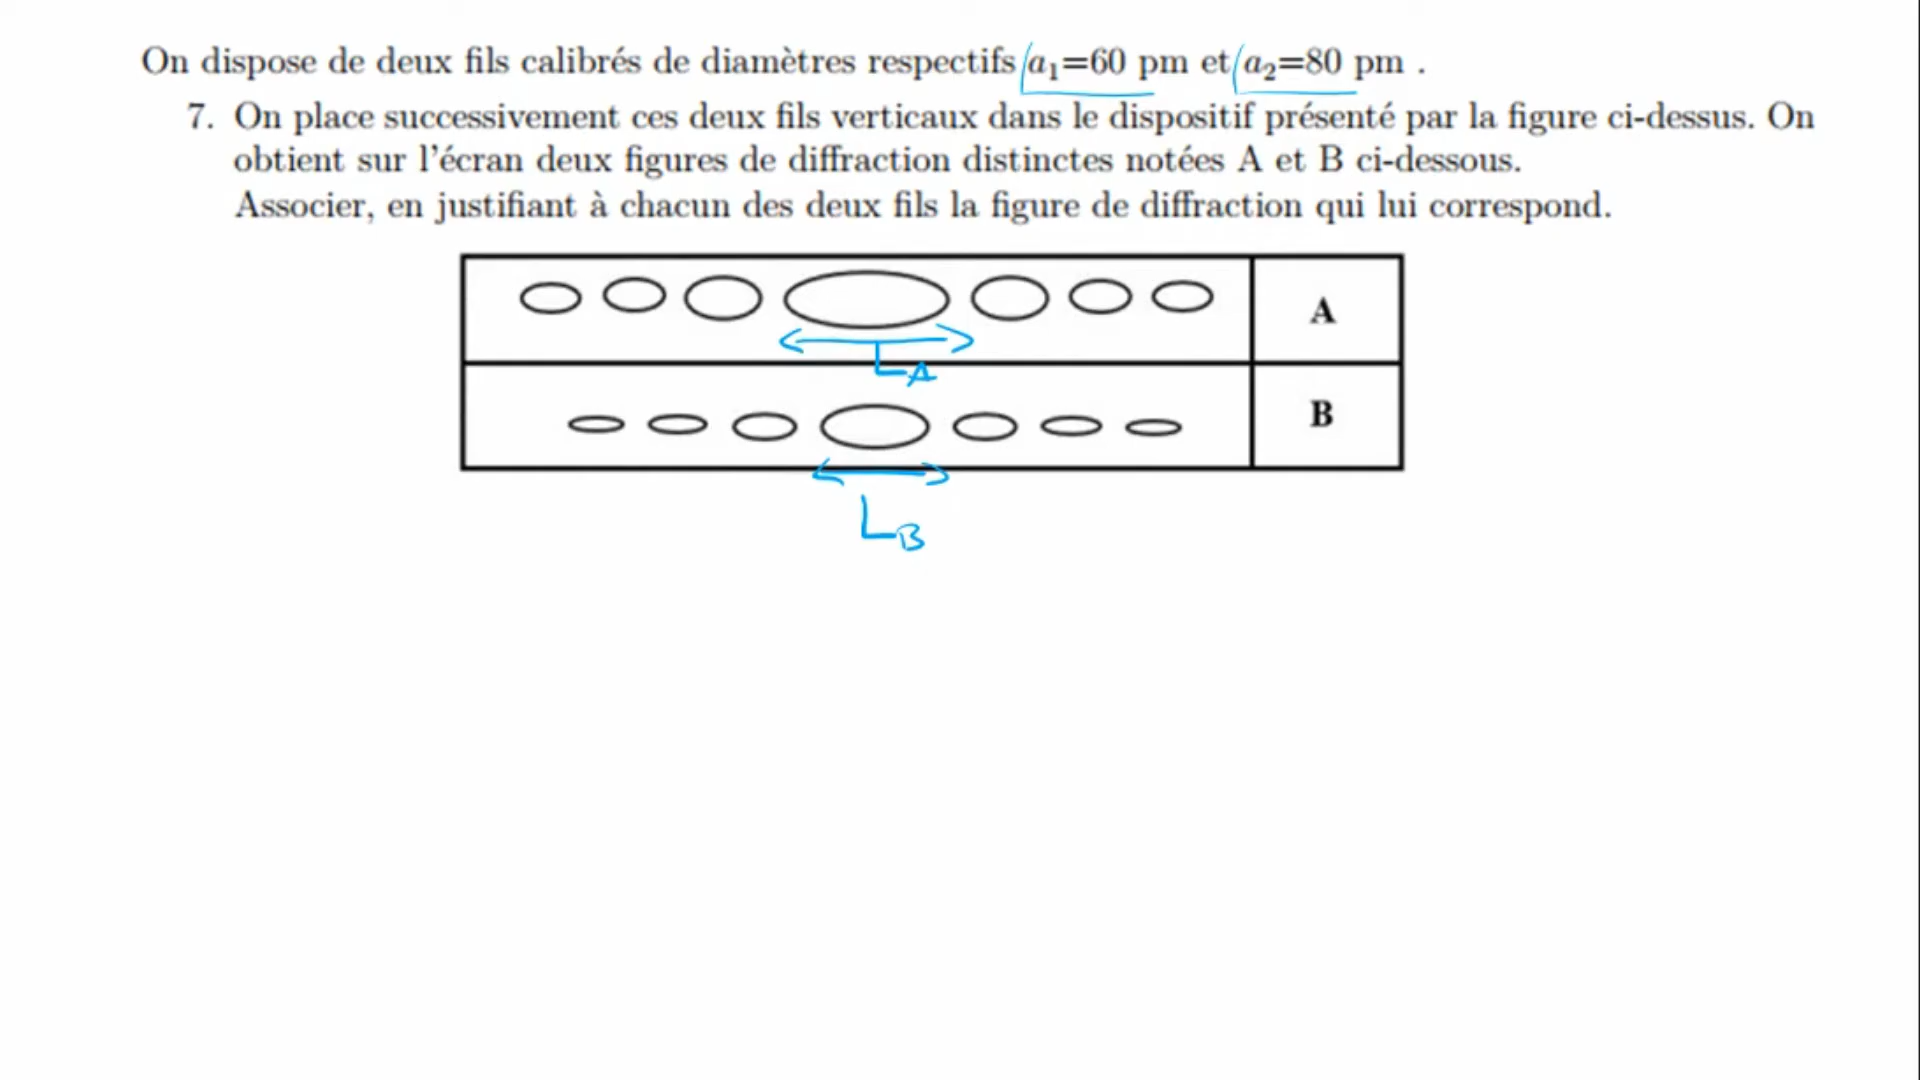 On dispose de deux fils calibrés de diamètres respectifs a₁=60 pm et a₂=80 pm .
7. On place successivement ces deux fils verticaux dans le dispositif présenté par la figure ci-dessus. On
obtient sur l'écran deux figures de diffraction distinctes notées A et B ci-dessous.
Associer, en justifiant à chacun des deux fils la figure de diffraction qui lui correspond.
A
L_A
B
L_B